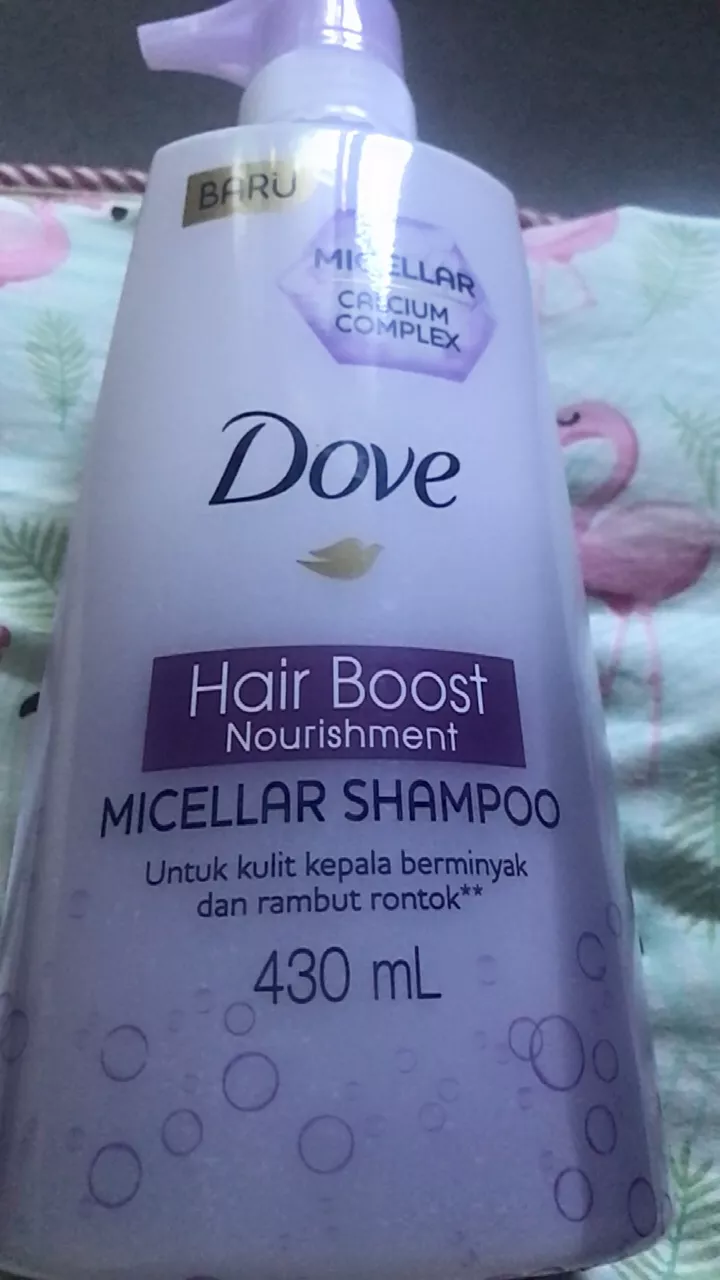 BARU
MICELLAR
CALCIUM
COMPLEX
Dove
Hair Boost
Nourishment
MICELLAR SHAMPOO
Untuk kulit kepala berminyak
dan rambut rontok**
430 mL